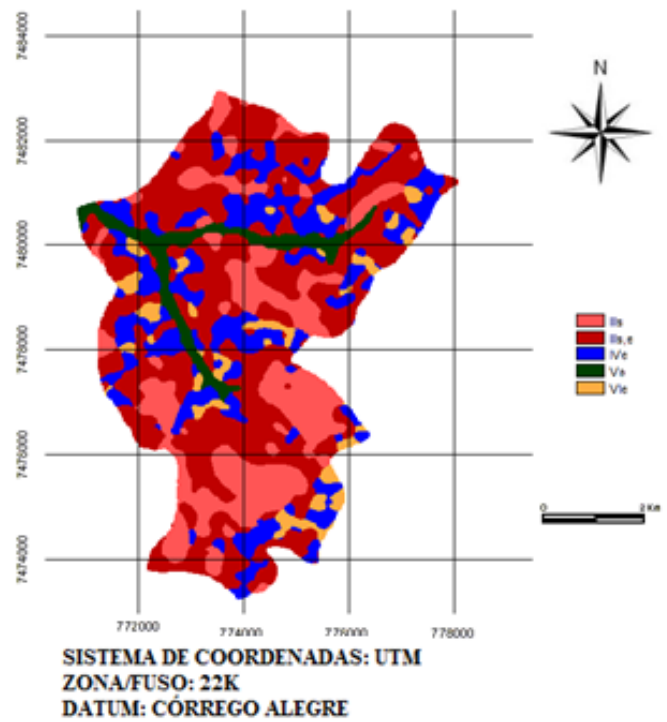 7484000
N
7482000
7480000
IIs
7478000
IIs,e
IVe
Va
VIe
7476000
0 2 Km
7474000
772000 774000 776000 778000
SISTEMA DE COORDENADAS: UTM
ZONA/FUSO: 22K
DATUM: CÓRREGO ALEGRE